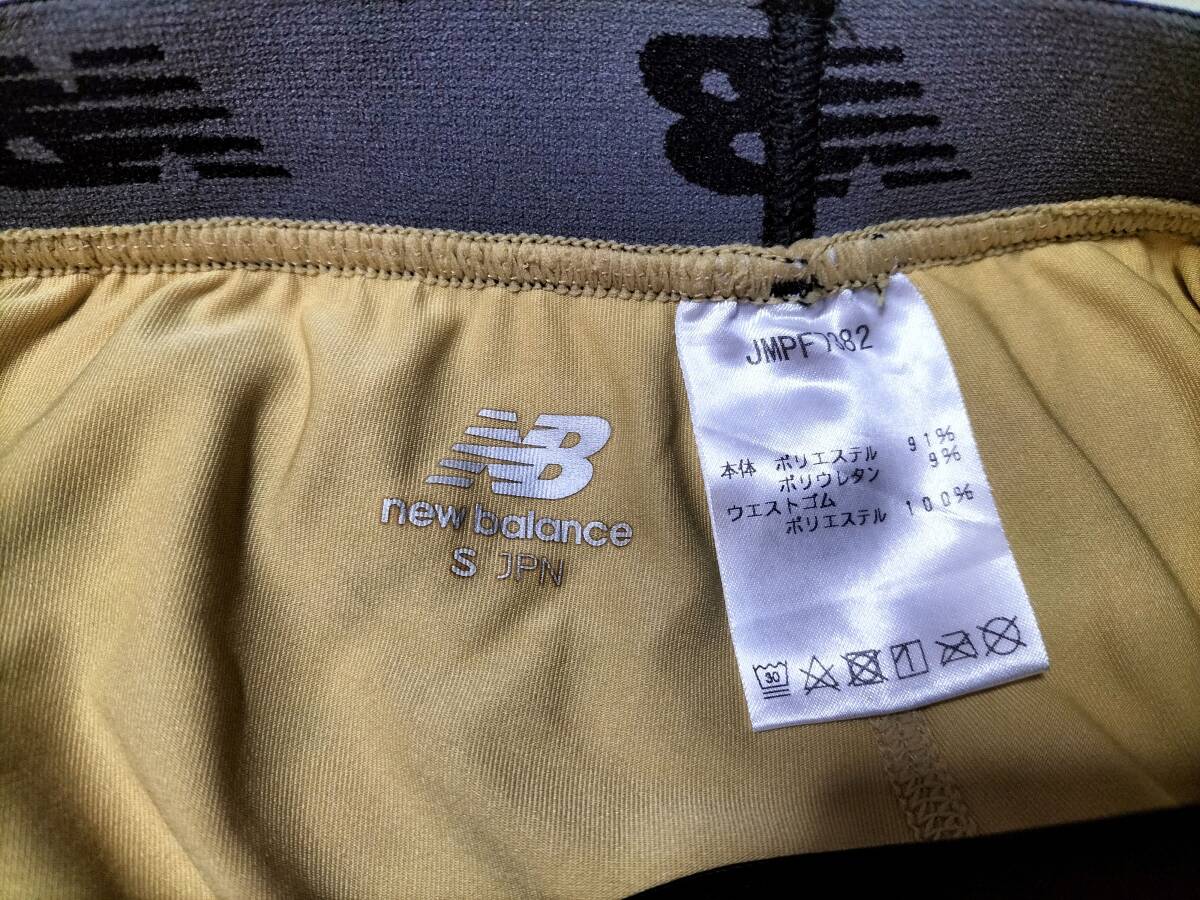 NB
new balance
S JPN
本体 ポリエステル 91%
ポリウレタン 9%
ウエストゴム
ポリエステル 100%
30